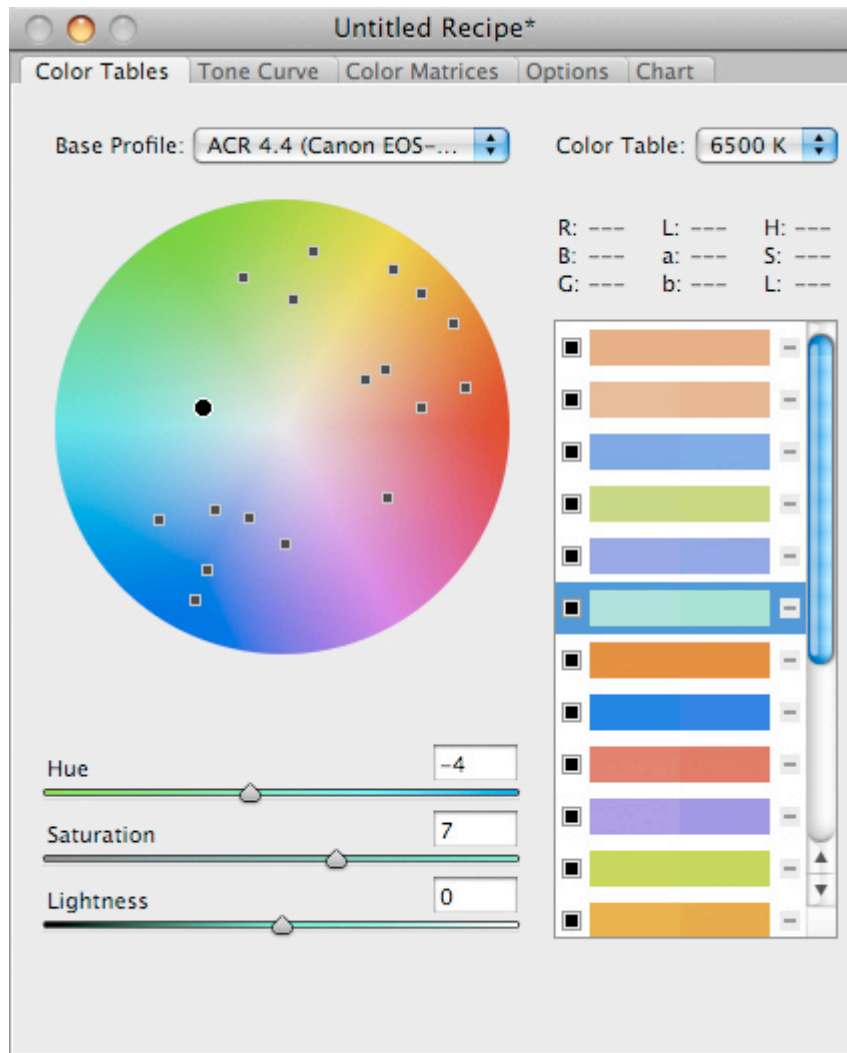 Untitled Recipe*
Color Tables Tone Curve Color Matrices Options Chart
Base Profile: ACR 4.4 (Canon EOS-... Color Table: 6500 K
R: --- L: --- H: ---
B: --- a: --- S: ---
G: --- b: --- L: ---
Hue -4
Saturation 7
Lightness 0